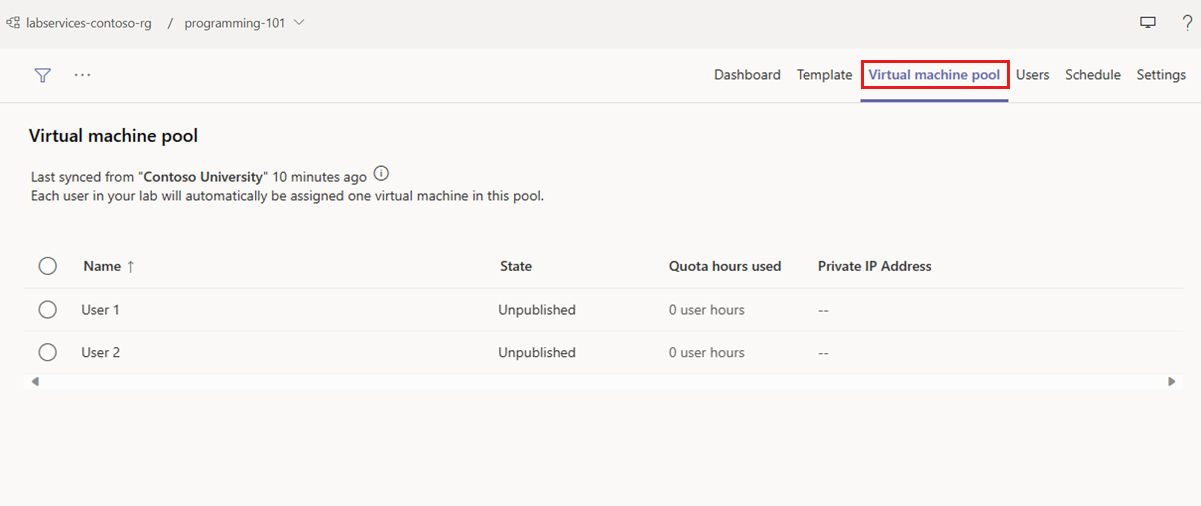 labservices-contoso-rg / programming-101
Dashboard Template Virtual machine pool Users Schedule Settings
Virtual machine pool
Last synced from "Contoso University" 10 minutes ago
Each user in your lab will automatically be assigned one virtual machine in this pool.
Name ↑ State Quota hours used Private IP Address
User 1 Unpublished 0 user hours --
User 2 Unpublished 0 user hours --